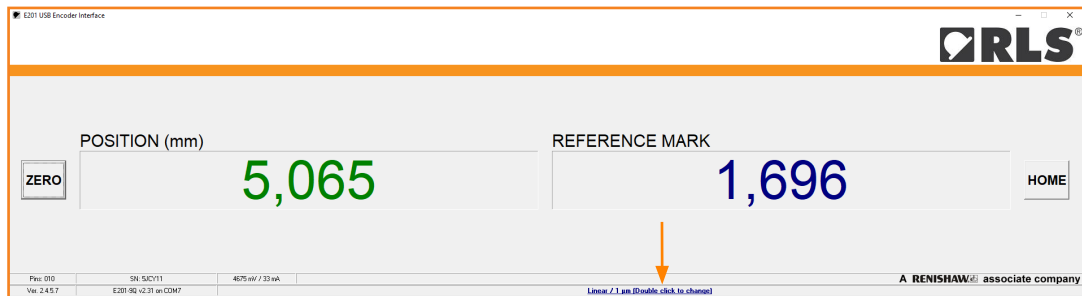 E201 USB Encoder Interface
RLS®
POSITION (mm)
REFERENCE MARK
ZERO
5,065
1,696
HOME
Pins: 010
SN: 5JCY11
4675 mV / 33 mA
A RENISHAW associate company
Ver. 2.4.5.7
E201-9Q v2.31 on COM7
Linear / 1 µm (Double click to change)